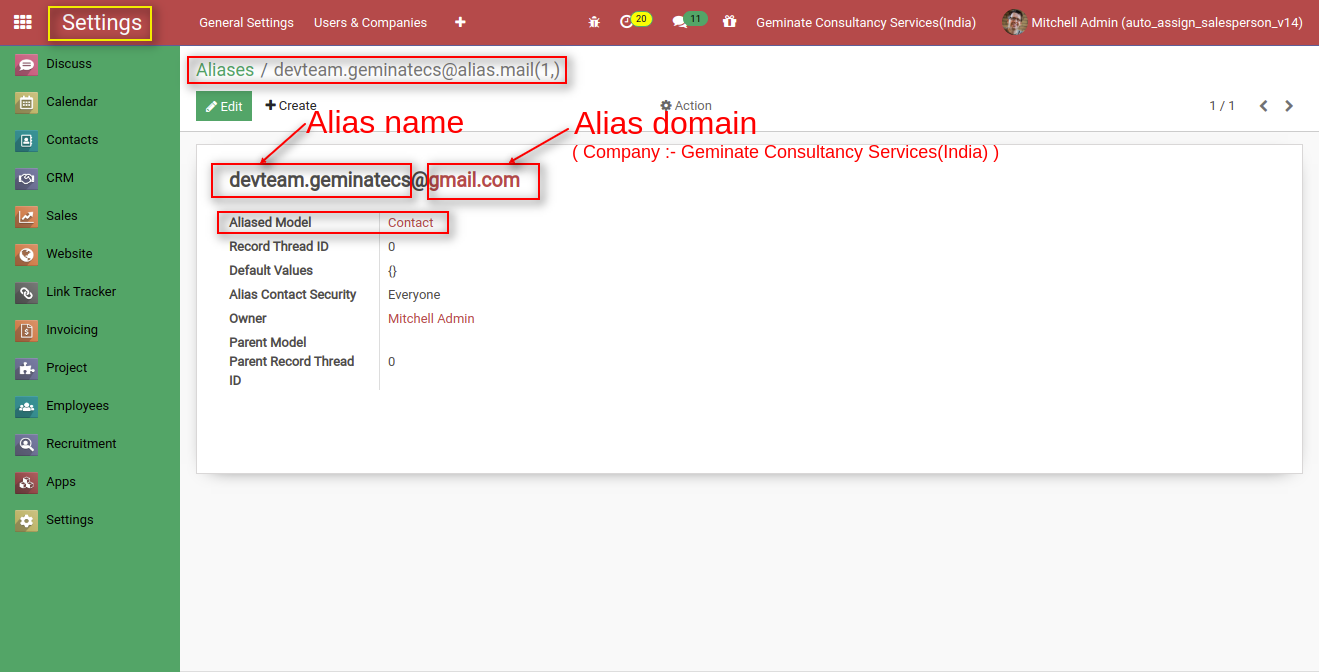 Settings
General Settings
Users & Companies
20
11
Geminate Consultancy Services(India)
Mitchell Admin (auto_assign_salesperson_v14)
Discuss
Calendar
Contacts
CRM
Sales
Website
Link Tracker
Invoicing
Project
Employees
Recruitment
Apps
Settings
Aliases / devteam.geminatecs@alias.mail(1,)
Edit
Create
Action
1 / 1
Alias name
Alias domain
( Company :- Geminate Consultancy Services(India) )
devteam.geminatecs@gmail.com
Aliased Model Contact
Record Thread ID 0
Default Values {}
Alias Contact Security Everyone
Owner Mitchell Admin
Parent Model
Parent Record Thread 0
ID